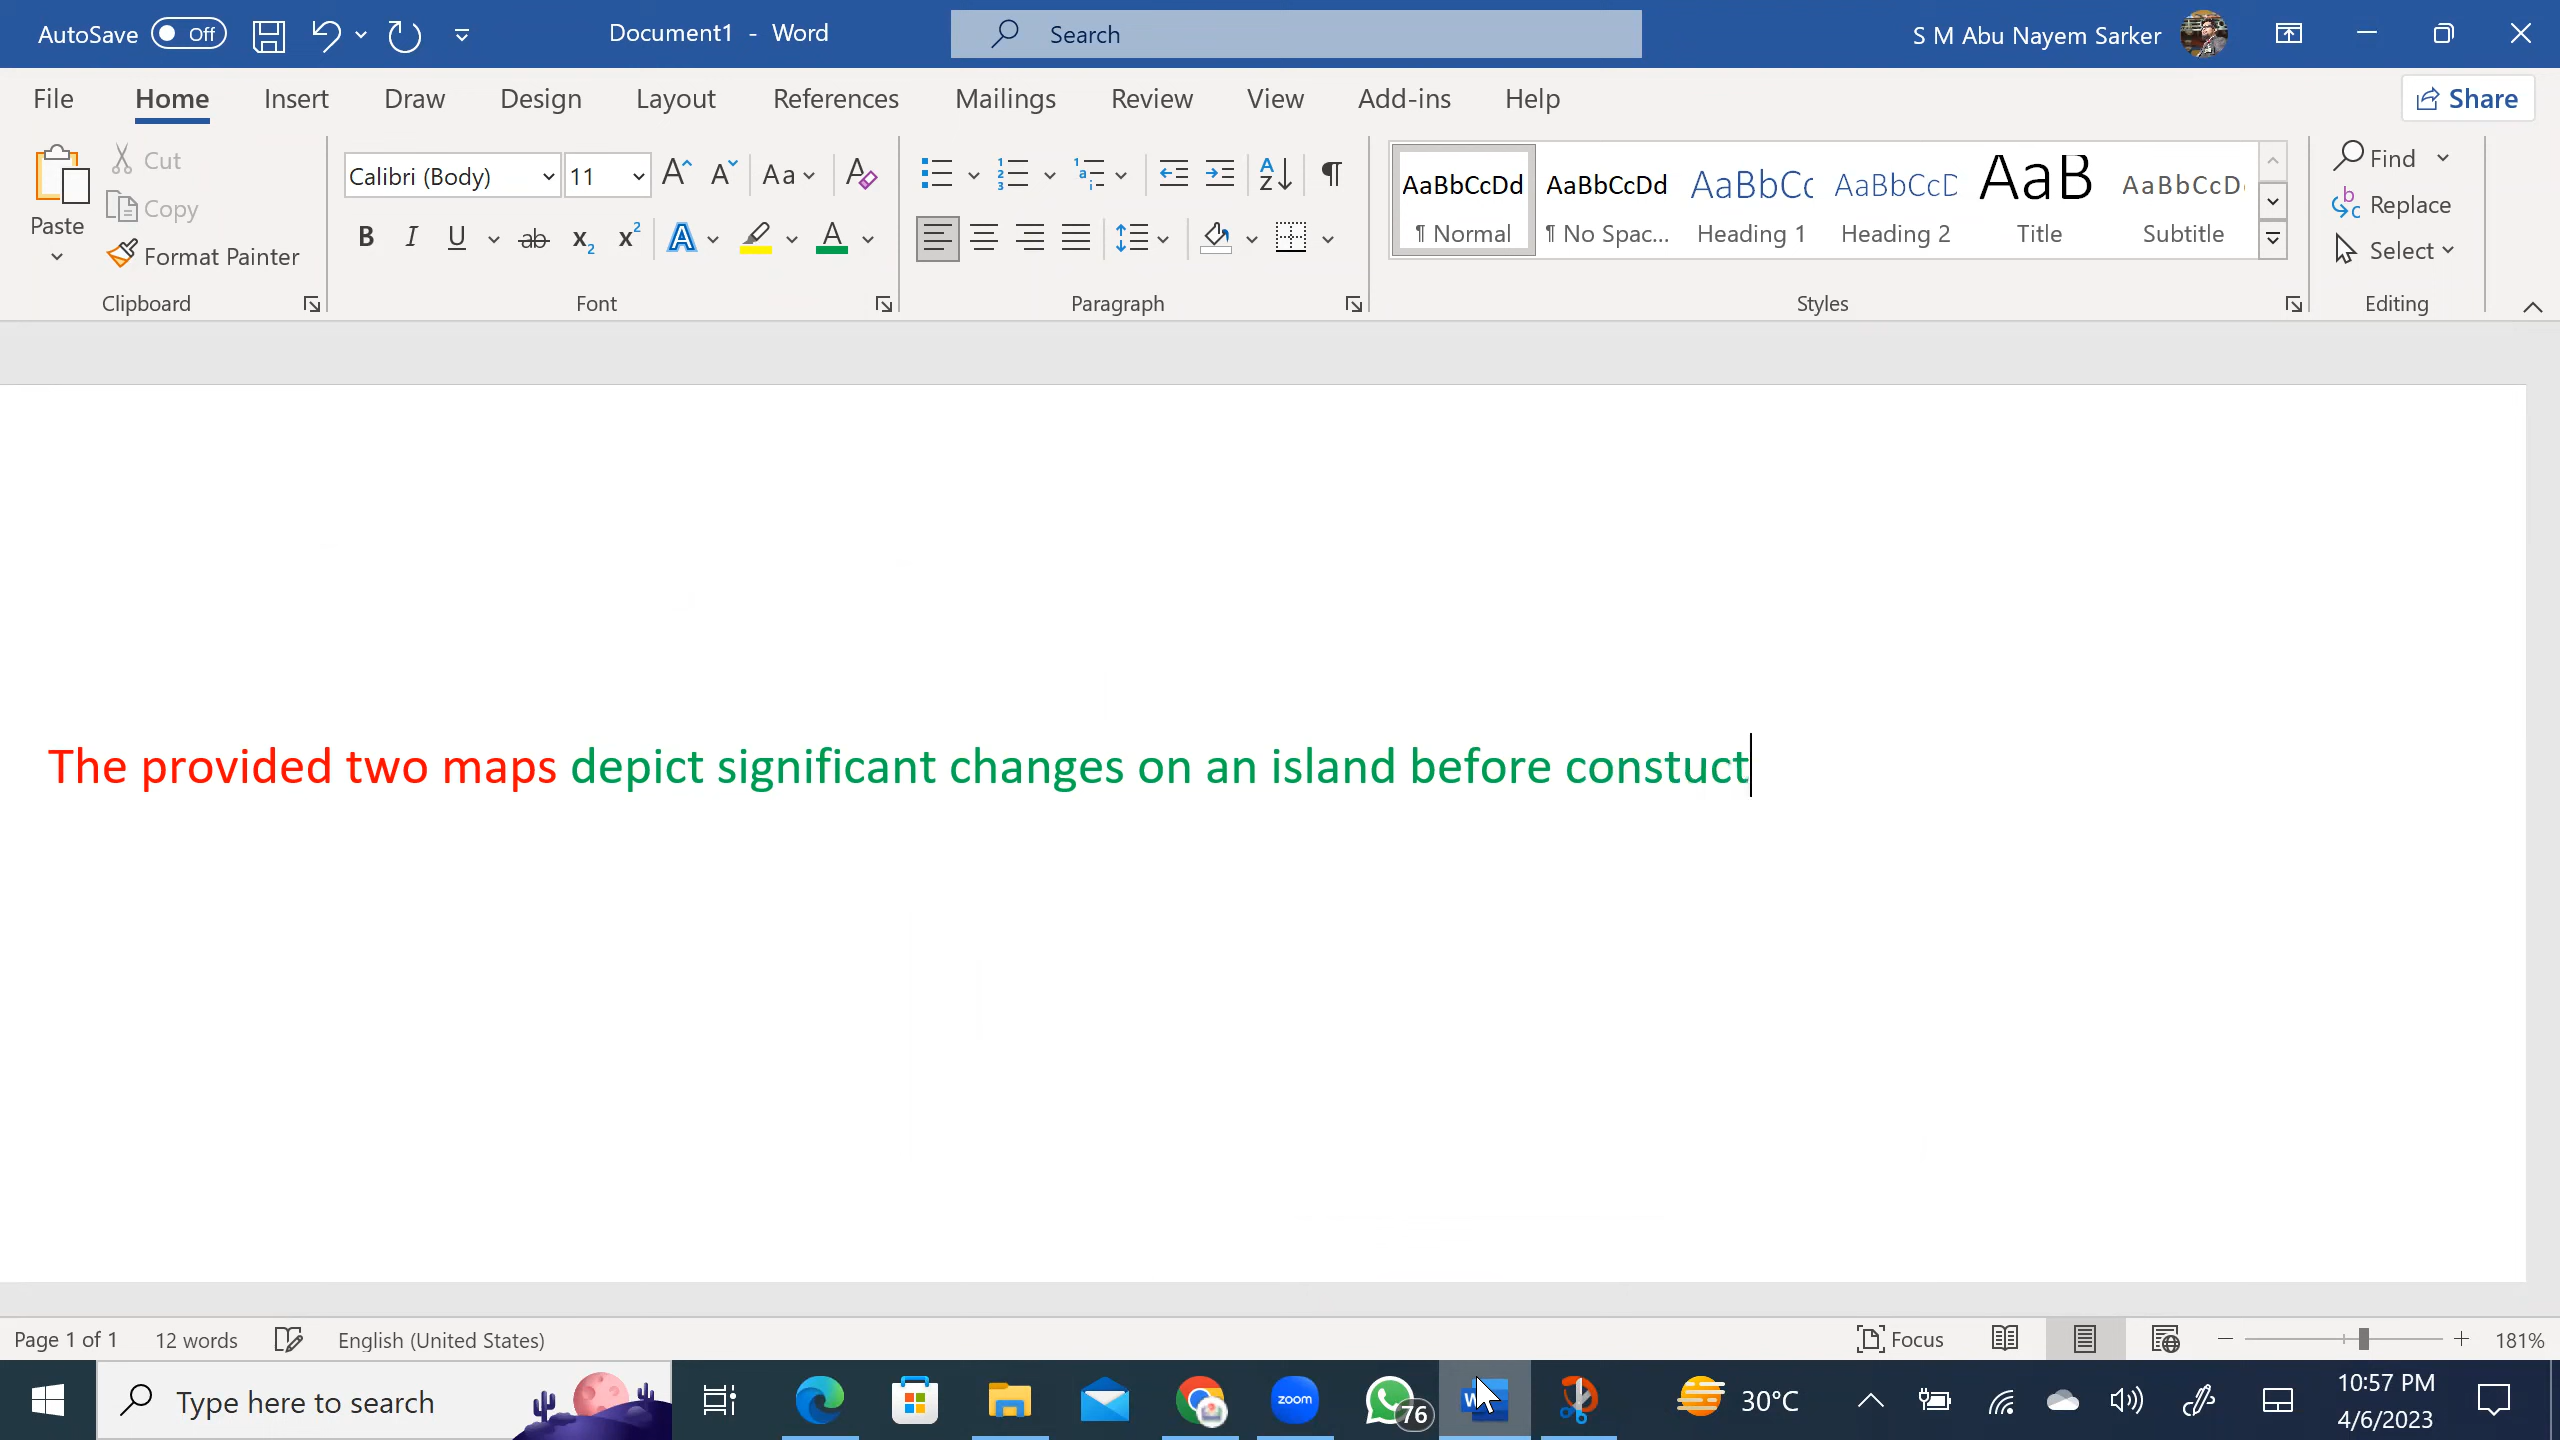 AutoSave Off Document1 - Word Search S M Abu Nayem Sarker
File Home Insert Draw Design Layout References Mailings Review View Add-ins Help Share
Paste Cut Copy Format Painter Clipboard
Calibri (Body) 11 Aa Font
Paragraph
AaBbCcDd AaBbCcDd AaBbCc AaBbCcD AaB AaBbCcD
¶ Normal ¶ No Spac... Heading 1 Heading 2 Title Subtitle
Styles
Find Replace Select Editing
The provided two maps depict significant changes on an island before constuct
Page 1 of 1 12 words English (United States) Focus 181%
Type here to search zoom 76 30°C 10:57 PM
4/6/2023